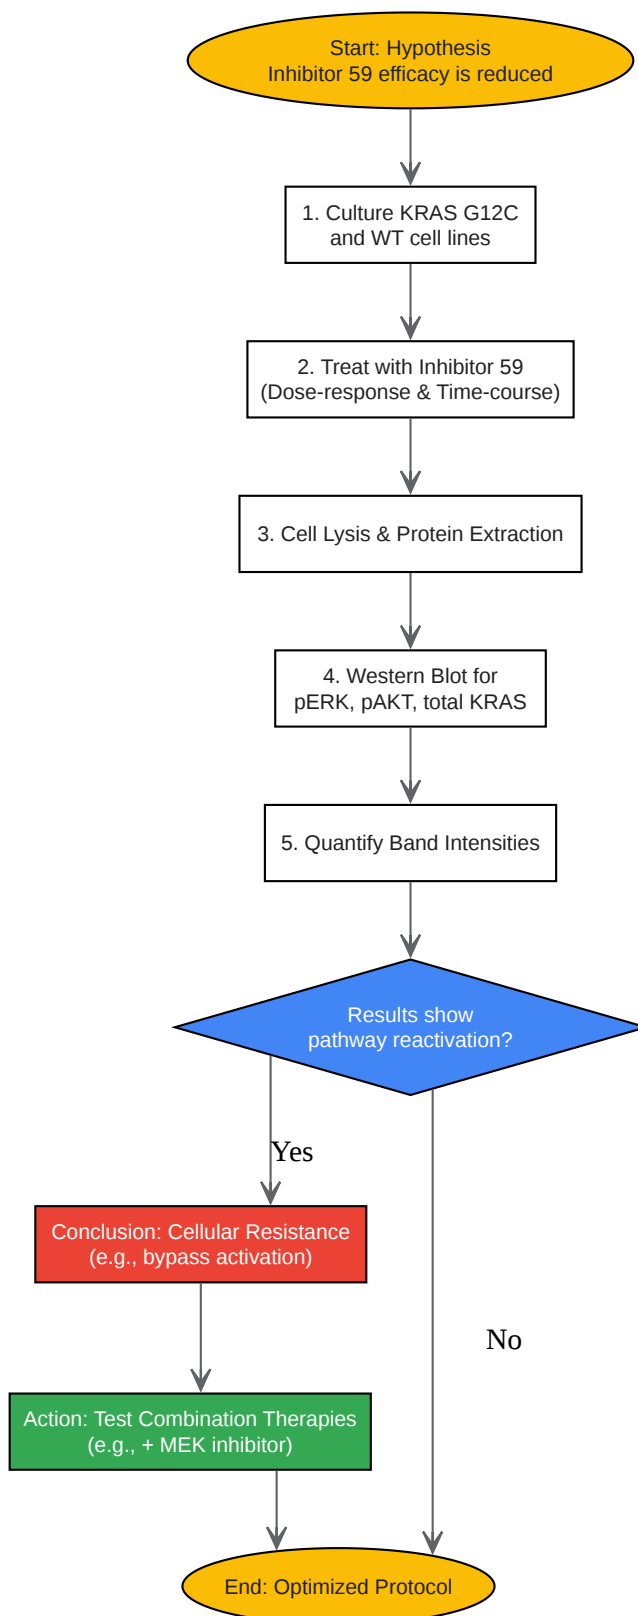 Start: Hypothesis
Inhibitor 59 efficacy is reduced
1. Culture KRAS G12C
and WT cell lines
2. Treat with Inhibitor 59
(Dose-response & Time-course)
3. Cell Lysis & Protein Extraction
4. Western Blot for
pERK, pAKT, total KRAS
5. Quantify Band Intensities
Results show
pathway reactivation?
Yes
Conclusion: Cellular Resistance
(e.g., bypass activation)
No
Action: Test Combination Therapies
(e.g., + MEK inhibitor)
End: Optimized Protocol